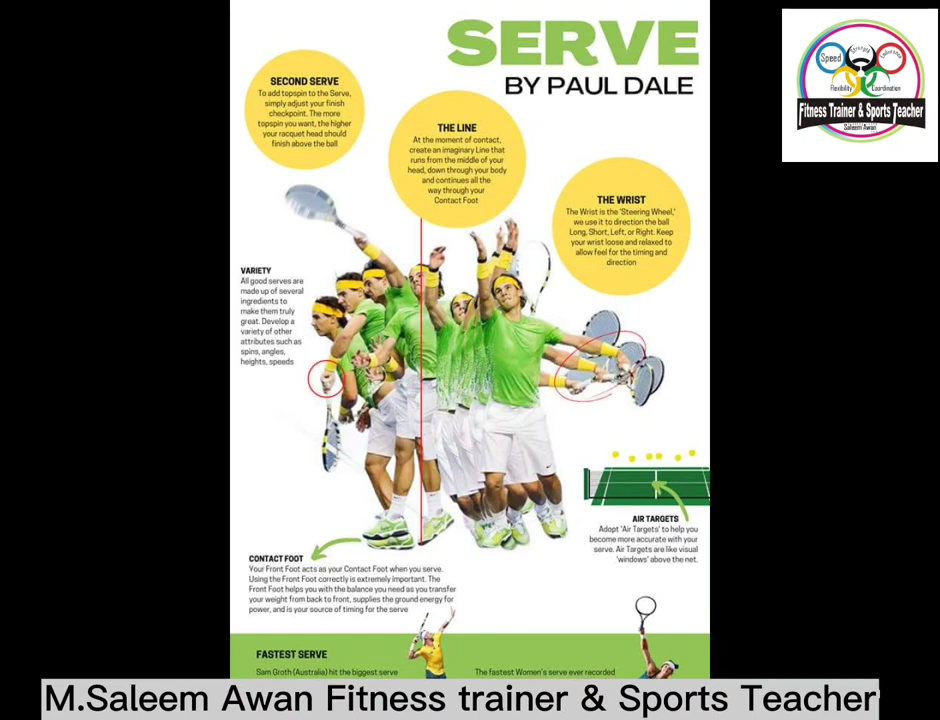 SERVE
BY PAUL DALE
SECOND SERVE
To add topspin to the Serve,
simply adjust your finish
checkpoint. The more
topspin you want, the higher
your racquet head should
finish above the ball
THE LINE
At the moment of contact,
create an imaginary Line that
runs from the middle of your
head, down through your body
and continues all the
way through your
Contact Foot
THE WRIST
The Wrist is the 'Steering Wheel,'
we use it to direction the ball
Long, Short, Left, or Right. Keep
your wrist loose and relaxed to
allow feel for the timing and
direction
VARIETY
All good serves are
made up of several
ingredients to
make them truly
great. Develop a
variety of other
attributes such as
spins, angles,
heights, speeds
AIR TARGETS
Adopt 'Air Targets' to help you
become more accurate with your
serve. Air Targets are like visual
'windows' above the net.
CONTACT FOOT
Your Front Foot acts as your Contact Foot when you serve.
Using the Front Foot correctly is extremely important. The
Front Foot helps you with the balance you need as you transfer
your weight from back to front, supplies the ground energy for
power, and is your source of timing for the serve
FASTEST SERVE
Sam Groth (Australia) hit the biggest serve
The fastest Women's serve ever recorded
Speed
Strength
Endurance
Flexibility
Coordination
Fitness Trainer & Sports Teacher
Saleem Awan
M.Saleem Awan Fitness trainer & Sports Teacher